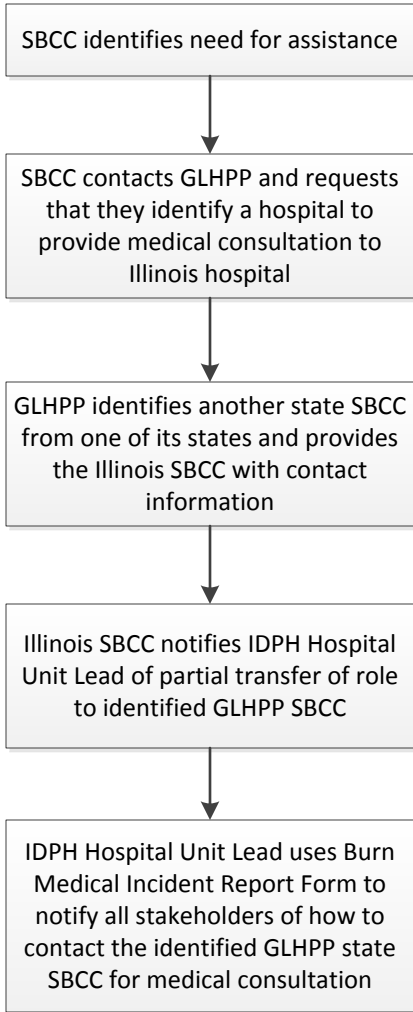 SBCC identifies need for assistance
SBCC contacts GLHPP and requests
that they identify a hospital to
provide medical consultation to
Illinois hospital
GLHPP identifies another state SBCC
from one of its states and provides
the Illinois SBCC with contact
information
Illinois SBCC notifies IDPH Hospital
Unit Lead of partial transfer of role
to identified GLHPP SBCC
IDPH Hospital Unit Lead uses Burn
Medical Incident Report Form to
notify all stakeholders of how to
contact the identified GLHPP state
SBCC for medical consultation